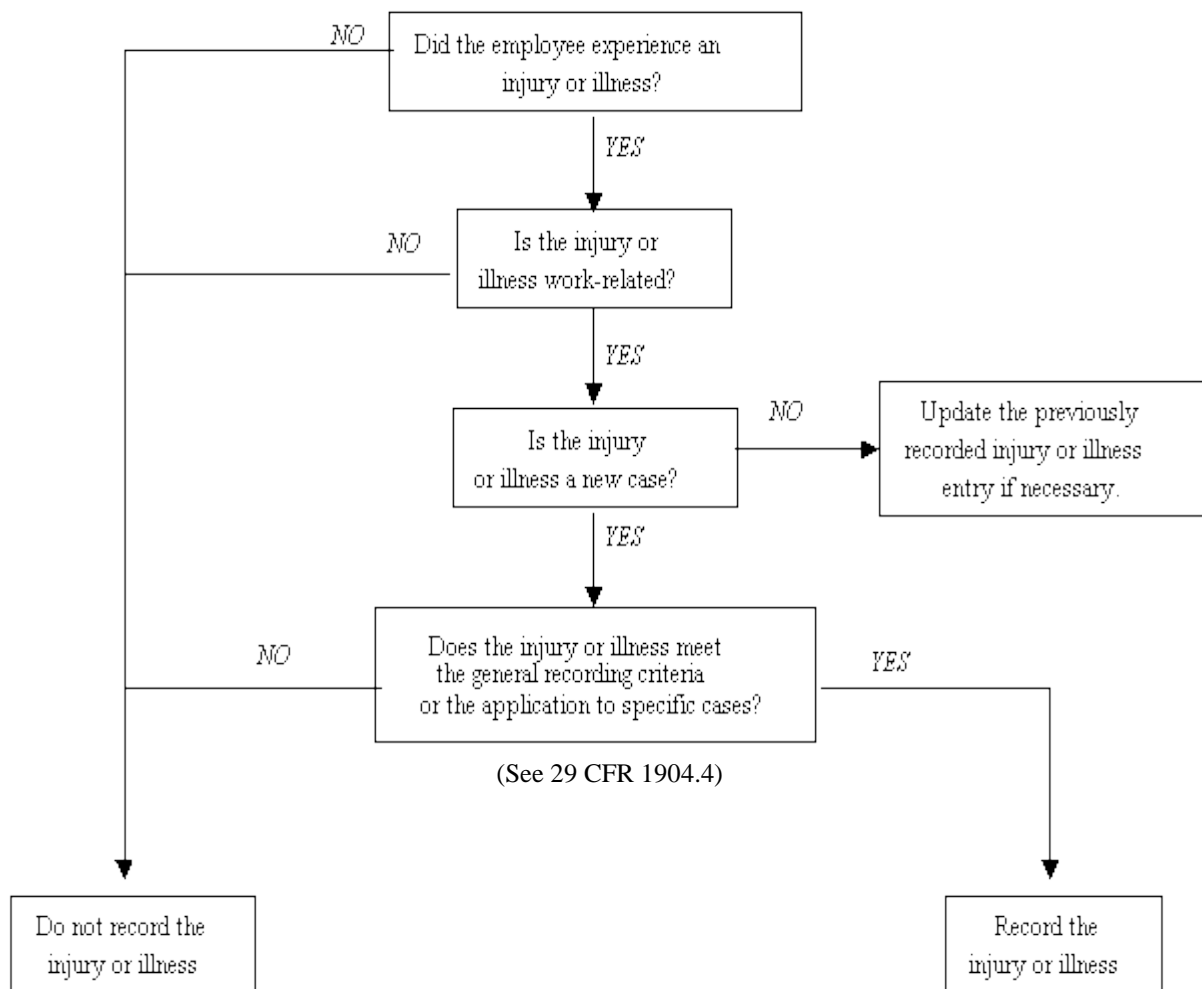 NO
Did the employee experience an
injury or illness?
YES
NO
Is the injury or
illness work-related?
YES
Is the injury
or illness a new case?
NO
Update the previously
recorded injury or illness
entry if necessary.
YES
NO
Does the injury or illness meet
the general recording criteria
or the application to specific cases?
YES
(See 29 CFR 1904.4)
Do not record the
injury or illness
Record the
injury or illness